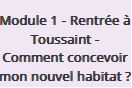 Module 1 - Rentrée à
Toussaint -
Comment concevoir
mon nouvel habitat ?